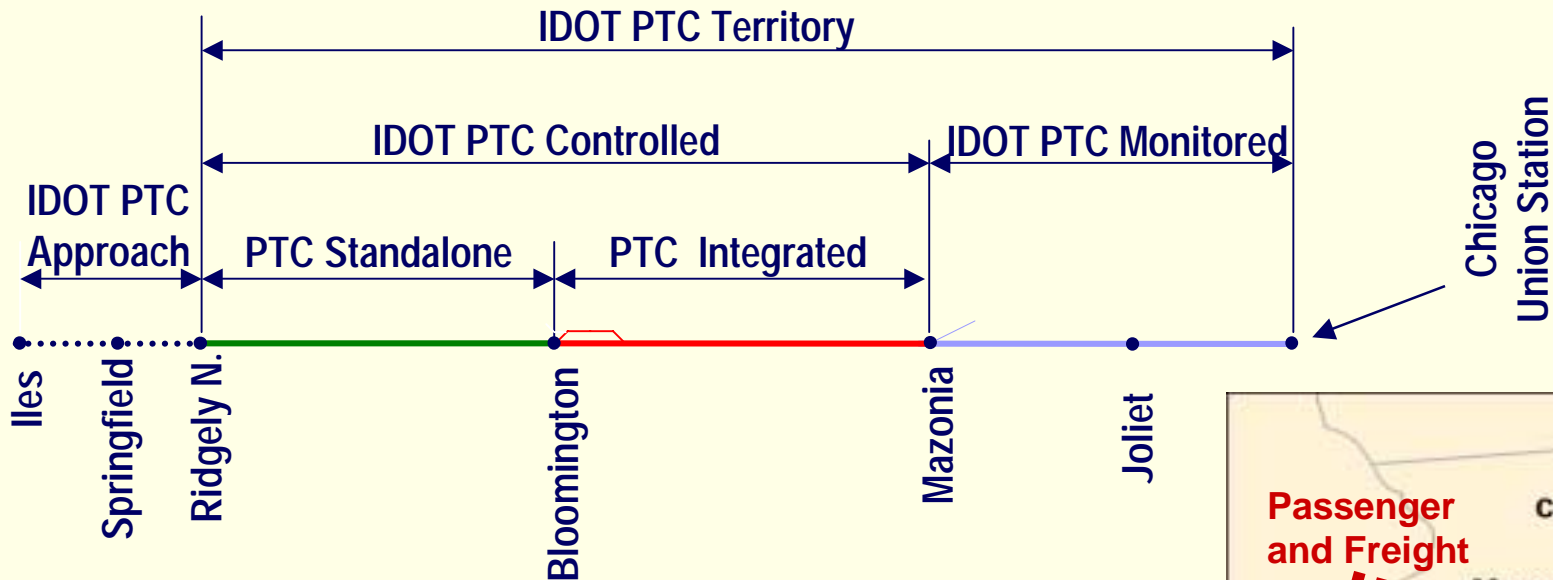 IDOT PTC Territory
IDOT PTC Controlled
IDOT PTC Monitored
IDOT PTC
Approach
PTC Standalone
PTC Integrated
Chicago
Union Station
Iles
Springfield
Ridgely N.
Bloomington
Mazonia
Joliet
Passenger
and Freight